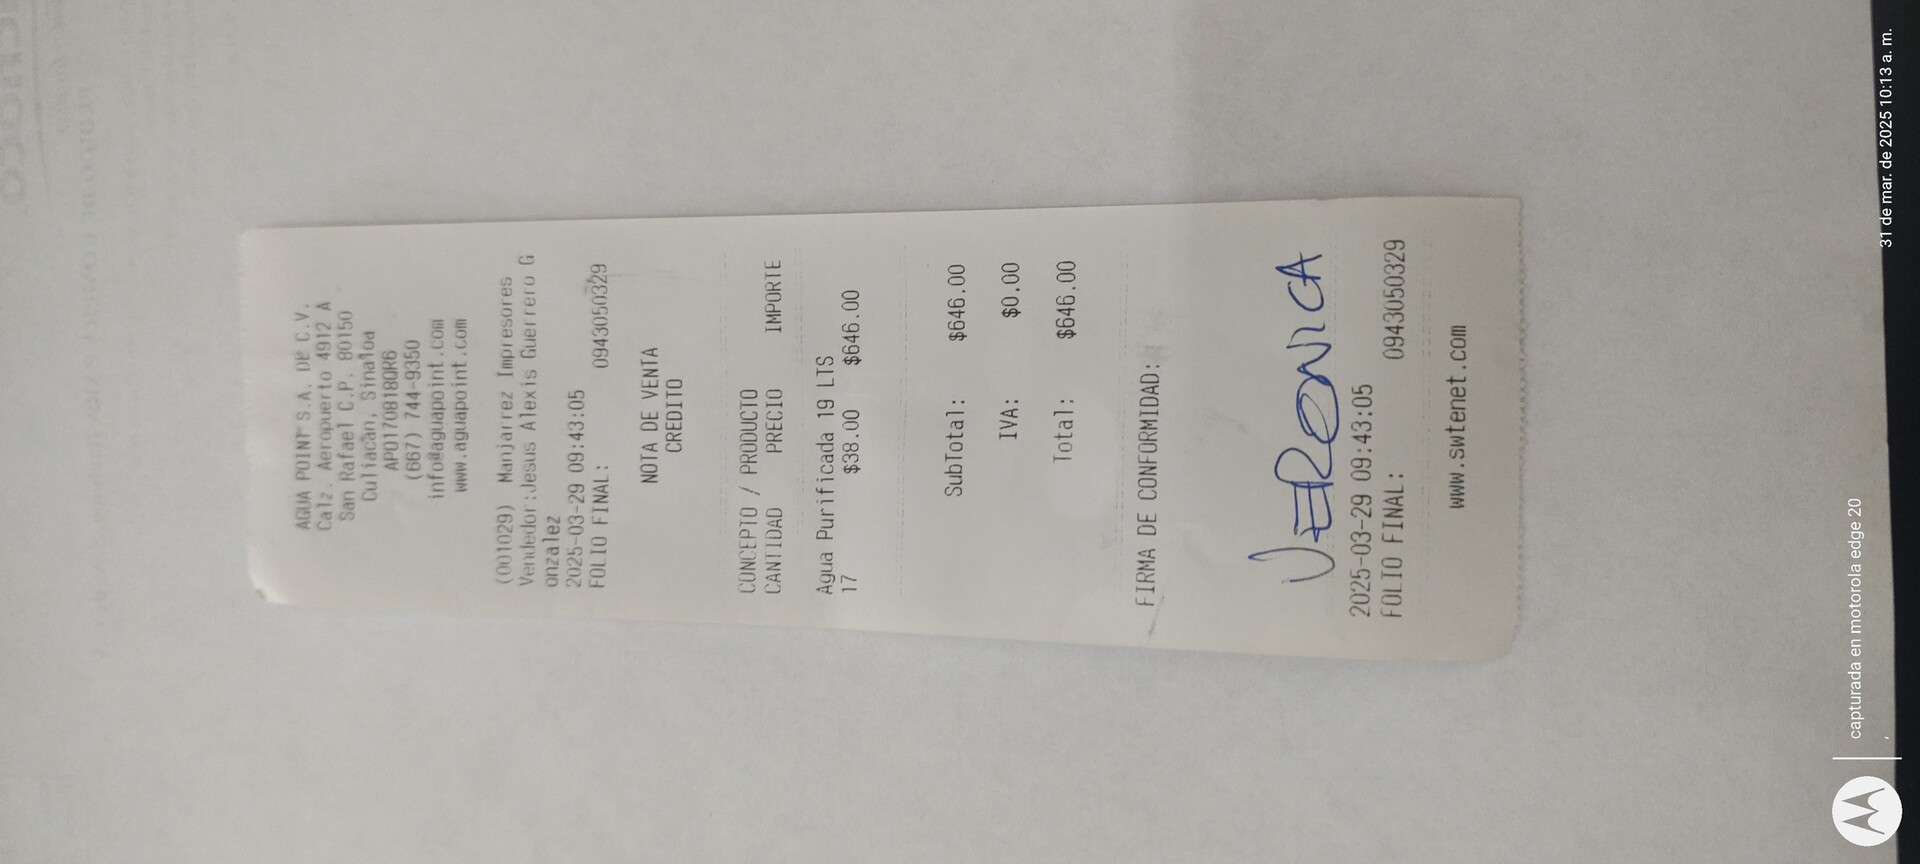 AGUA POINT S.A. DE C.V.
Calz. Aeropuerto 4912 A
San Rafael C.P. 80150
Culiacán, Sinaloa
APO170818QR6
(667) 744-9350
info@aguapoint.com
www.aguapoint.com
(001029) Manjarrez Impresores
Vendedor:Jesus Alexis Guerrero G
onzalez
2025-03-29 09:43:05
FOLIO FINAL: 0943050329
NOTA DE VENTA
CREDITO
CONCEPTO / PRODUCTO
CANTIDAD PRECIO IMPORTE
Agua Purificada 19 LTS
17 $38.00 $646.00
SubTotal: $646.00
IVA: $0.00
Total: $646.00
FIRMA DE CONFORMIDAD:
VERONICA
2025-03-29 09:43:05
FOLIO FINAL: 0943050329
www.swtenet.com
capturada en motorola edge 20
31 de mar. de 2025 10:13 a. m.